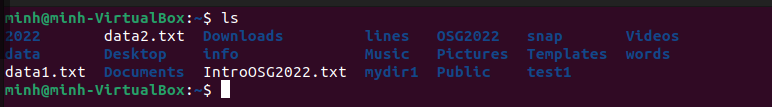 minh@minh-VirtualBox:~$ ls
2022 data2.txt Downloads lines OSG2022 snap Videos
data Desktop info Music Pictures Templates words
data1.txt Documents IntroOSG2022.txt mydir1 Public test1
minh@minh-VirtualBox:~$